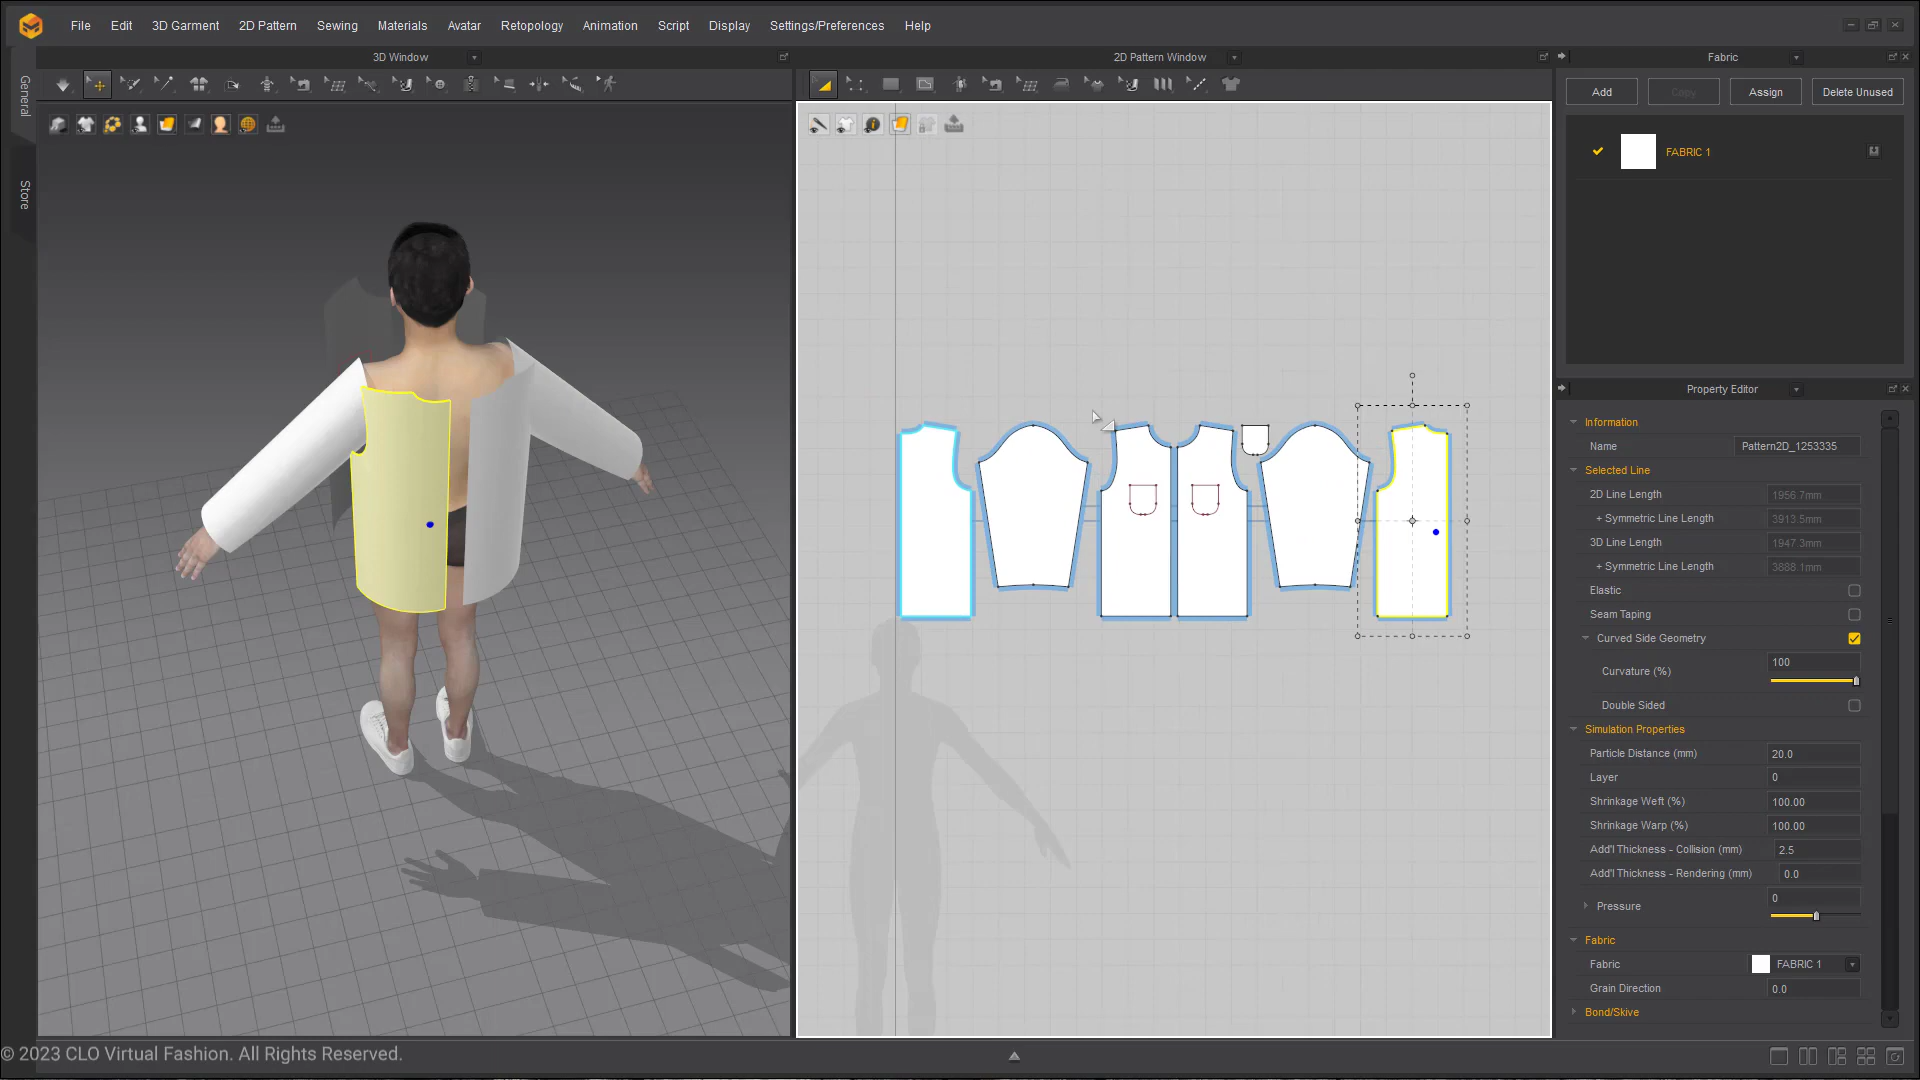 File Edit 3D Garment 2D Pattern Sewing Materials Avatar Retopology Animation Script Display Settings/Preferences Help
3D Window
2D Pattern Window
Fabric
General
Store
Add Copy Assign Delete Unused
FABRIC 1
Property Editor
Information
Name Pattern2D_1253335
Selected Line
2D Line Length 1956.7mm
+ Symmetric Line Length 3913.5mm
3D Line Length 1947.3mm
+ Symmetric Line Length 3888.1mm
Elastic
Seam Taping
Curved Side Geometry
Curvature (%) 100
Double Sided
Simulation Properties
Particle Distance (mm) 20.0
Layer 0
Shrinkage Weft (%) 100.00
Shrinkage Warp (%) 100.00
Add'l Thickness - Collision (mm) 2.5
Add'l Thickness - Rendering (mm) 0.0
Pressure 0
Fabric
Fabric FABRIC 1
Grain Direction 0.0
Bond/Skive
© 2023 CLO Virtual Fashion. All Rights Reserved.